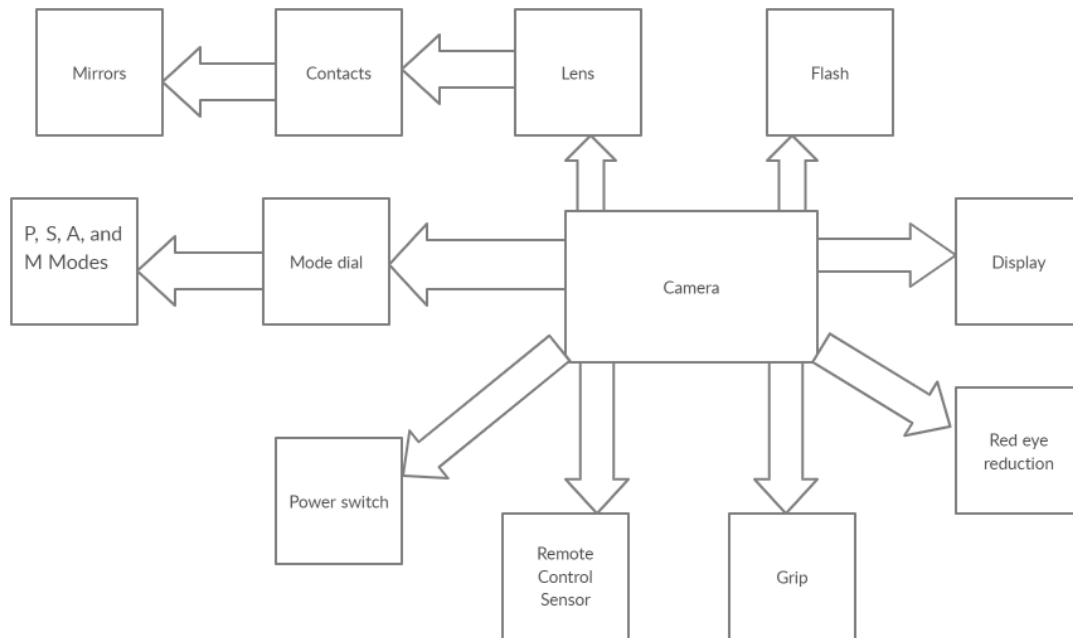 Mirrors
Contacts
Lens
Flash
P, S, A, and
M Modes
Mode dial
Camera
Display
Power switch
Remote
Control
Sensor
Grip
Red eye
reduction